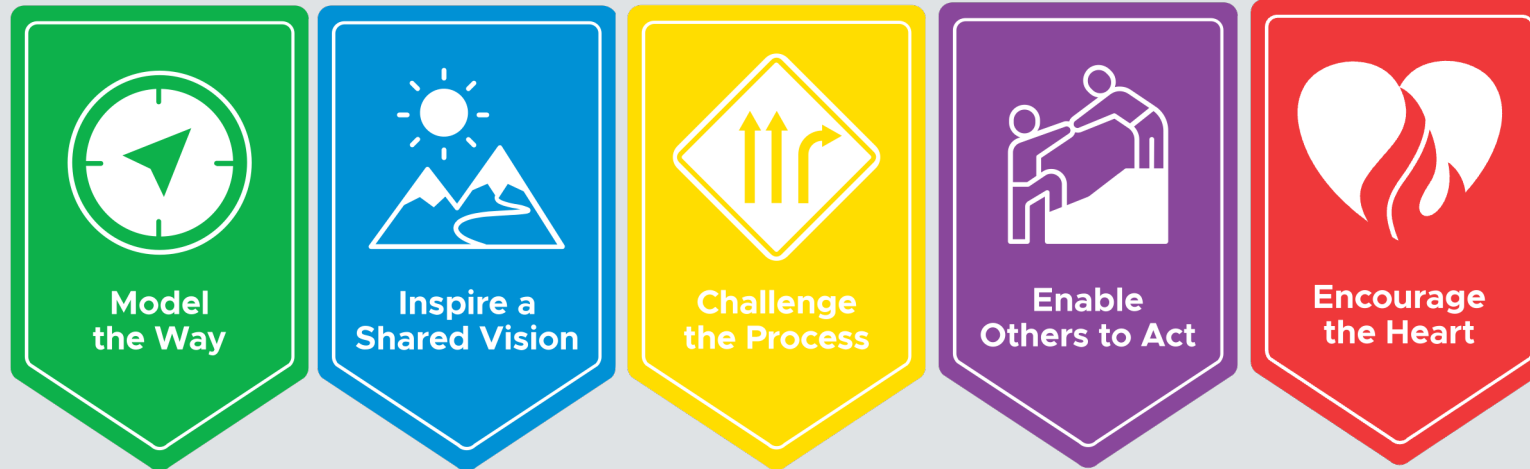 Model
the Way
Inspire a
Shared Vision
Challenge
the Process
Enable
Others to Act
Encourage
the Heart